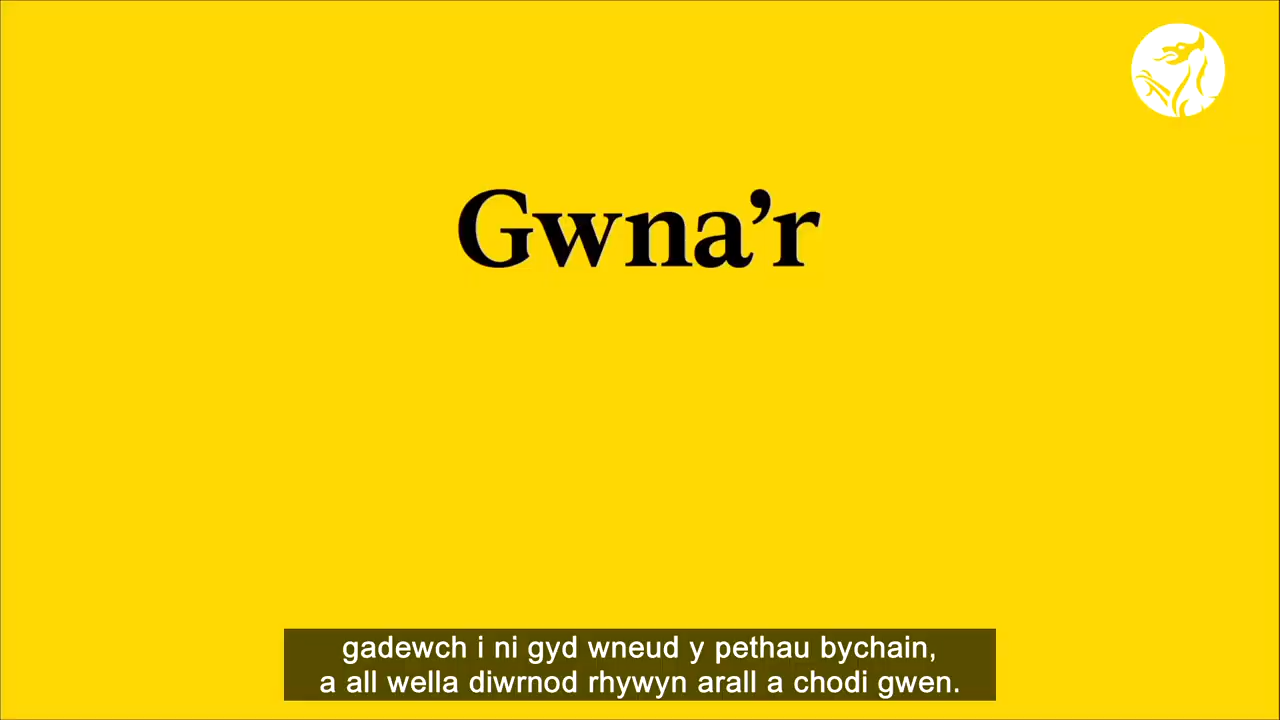 Gwna’r
gadewch i ni gyd wneud y pethau bychain,
a all wella diwrnod rhywyn arall a chodi gwen.